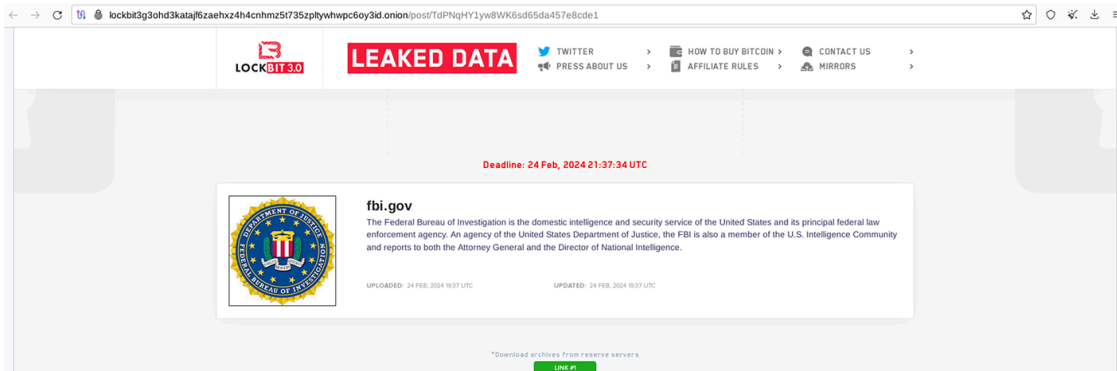 lockbit3g3ohd3katajf6zaehxz4h4cnhmz5t735zpltywhwpc6oy3id.onion/post/TdPNqHY1yw8WK6sd65da457e8cde1
LOCKBIT 3.0
LEAKED DATA
TWITTER
PRESS ABOUT US
HOW TO BUY BITCOIN
AFFILIATE RULES
CONTACT US
MIRRORS
Deadline: 24 Feb, 2024 21:37:34 UTC
DEPARTMENT OF JUSTICE
FEDERAL BUREAU OF INVESTIGATION
fbi.gov
The Federal Bureau of Investigation is the domestic intelligence and security service of the United States and its principal federal law
enforcement agency. An agency of the United States Department of Justice, the FBI is also a member of the U.S. Intelligence Community
and reports to both the Attorney General and the Director of National Intelligence.
UPLOADED: 24 FEB, 2024 19:37 UTC
UPDATED: 24 FEB, 2024 19:37 UTC
*Download archives from reserve servers
LINK #1